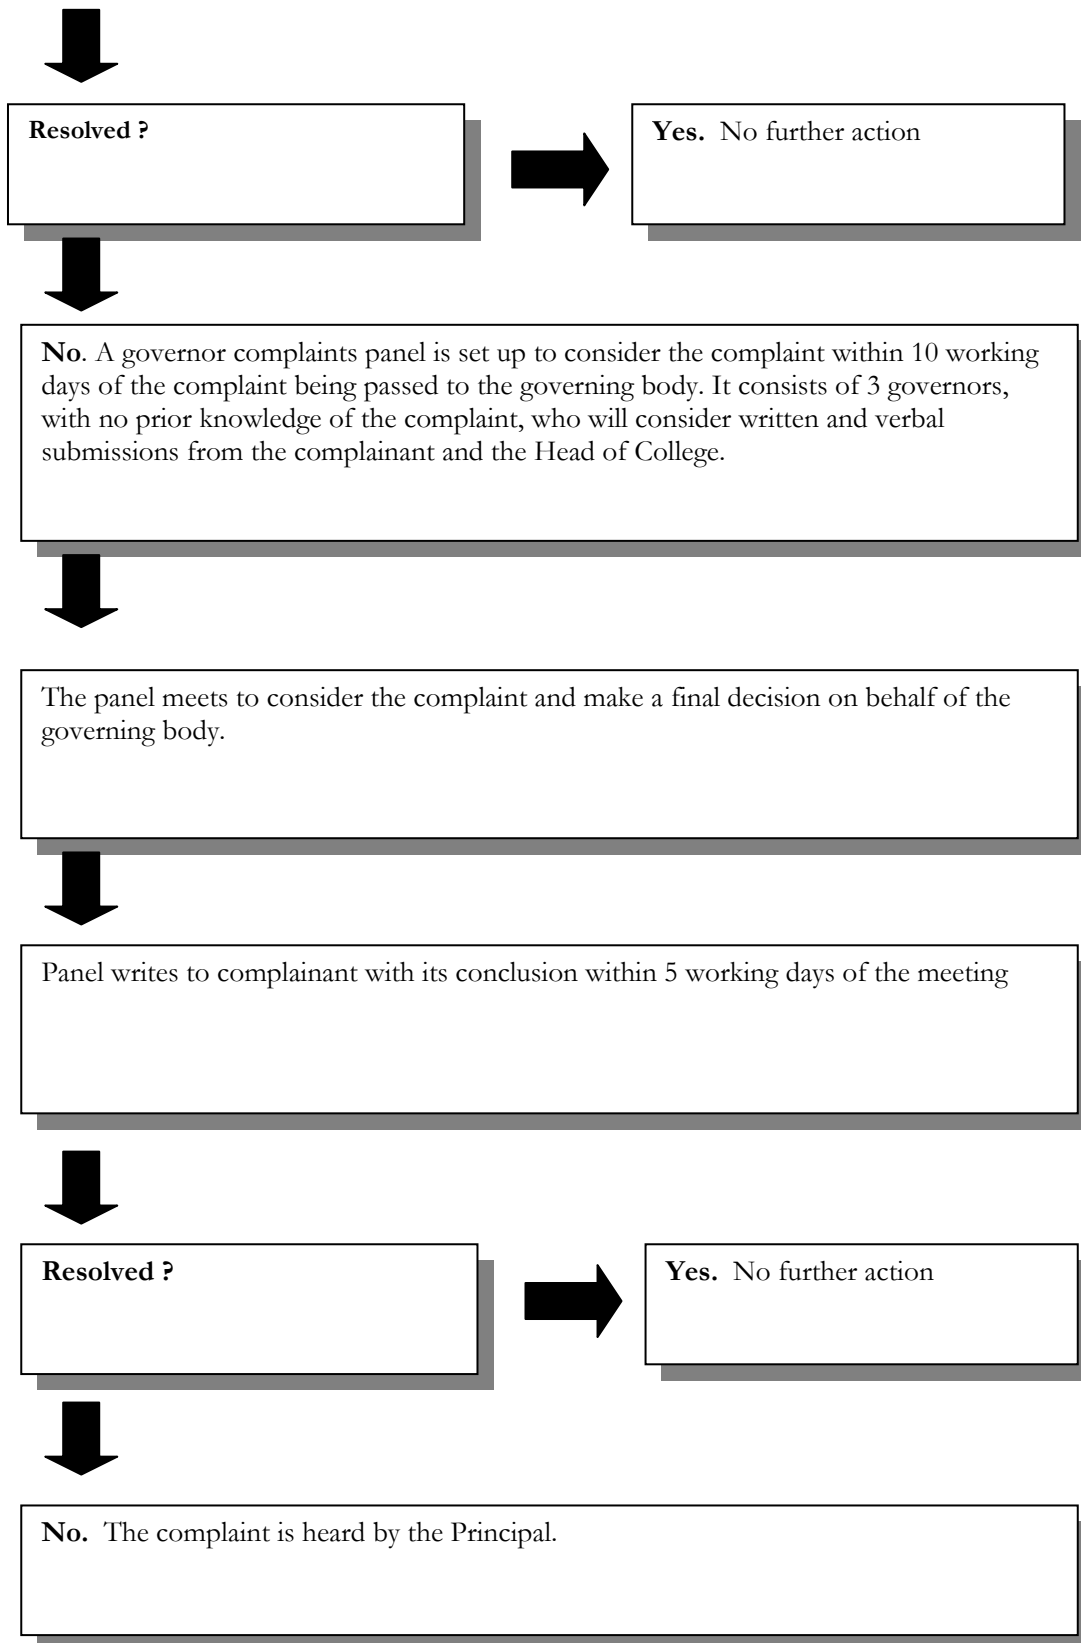 Resolved ?
Yes. No further action
No. A governor complaints panel is set up to consider the complaint within 10 working
days of the complaint being passed to the governing body. It consists of 3 governors,
with no prior knowledge of the complaint, who will consider written and verbal
submissions from the complainant and the Head of College.
The panel meets to consider the complaint and make a final decision on behalf of the
governing body.
Panel writes to complainant with its conclusion within 5 working days of the meeting
Resolved ?
Yes. No further action
No. The complaint is heard by the Principal.